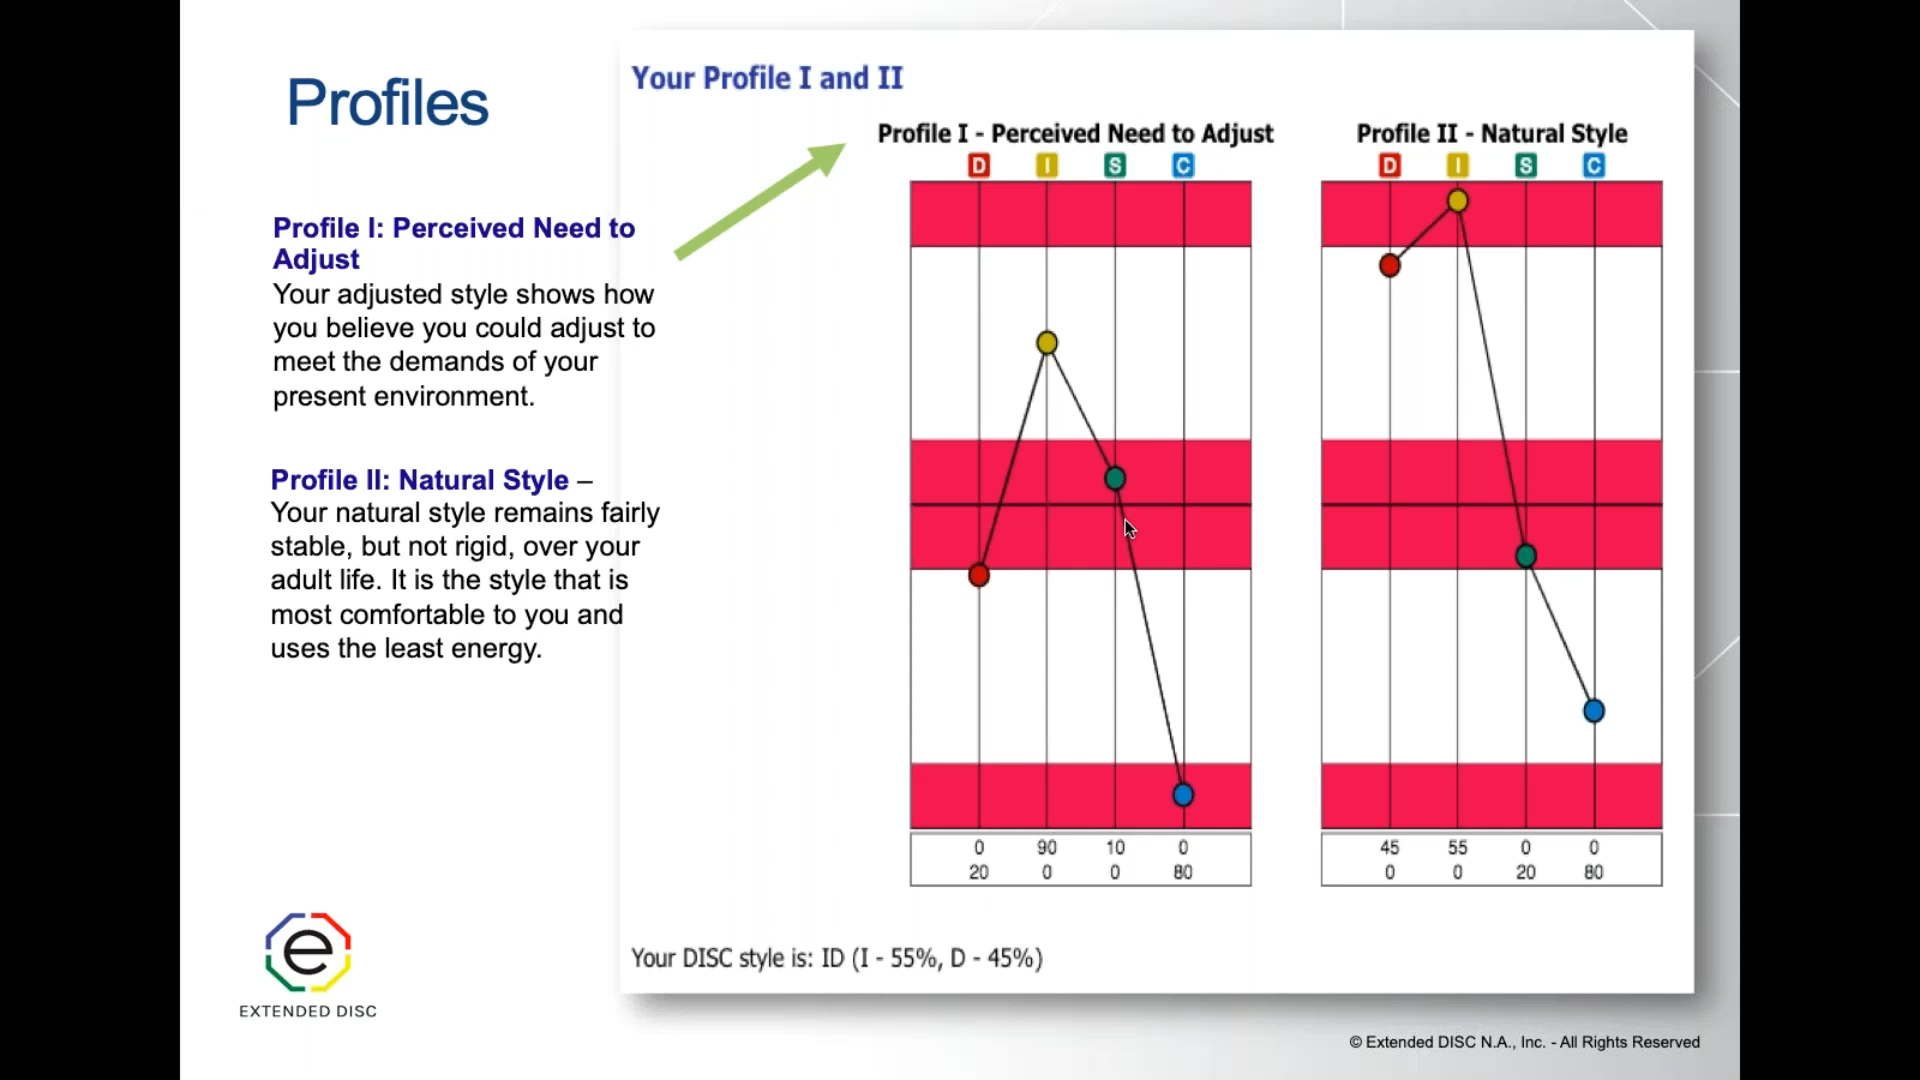 Profiles
Profile I: Perceived Need to
Adjust
Your adjusted style shows how
you believe you could adjust to
meet the demands of your
present environment.
Profile II: Natural Style –
Your natural style remains fairly
stable, but not rigid, over your
adult life. It is the style that is
most comfortable to you and
uses the least energy.
Your Profile I and II
Profile I - Perceived Need to Adjust
D I S C
0 90 10 0
20 0 0 80
Profile II - Natural Style
D I S C
45 55 0 0
0 0 20 80
Your DISC style is: ID (I - 55%, D - 45%)
e
EXTENDED DISC
© Extended DISC N.A., Inc. - All Rights Reserved